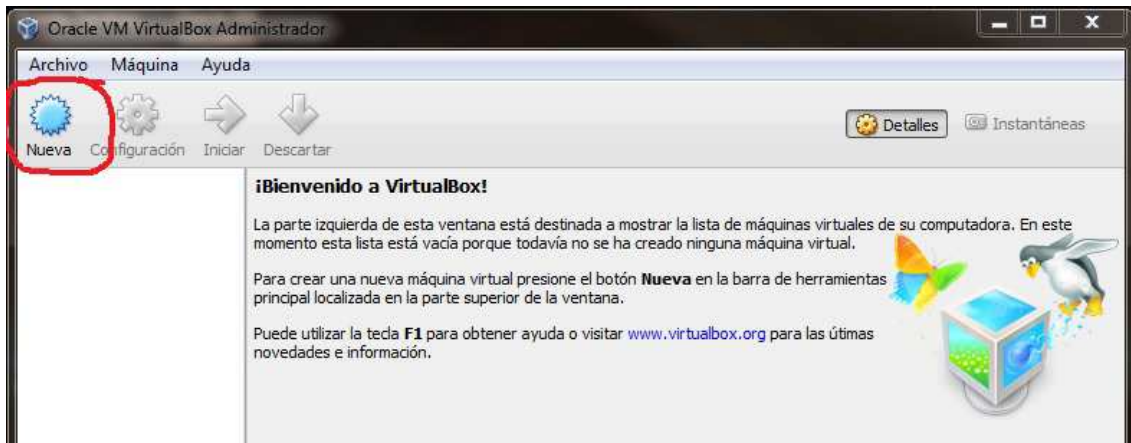 Oracle VM VirtualBox Administrador
Archivo Máquina Ayuda
Nueva Configuración Iniciar Descartar
Detalles Instantáneas
¡Bienvenido a VirtualBox!
La parte izquierda de esta ventana está destinada a mostrar la lista de máquinas virtuales de su computadora. En este
momento esta lista está vacía porque todavía no se ha creado ninguna máquina virtual.
Para crear una nueva máquina virtual presione el botón Nueva en la barra de herramientas
principal localizada en la parte superior de la ventana.
Puede utilizar la tecla F1 para obtener ayuda o visitar www.virtualbox.org para las útimas
novedades e información.